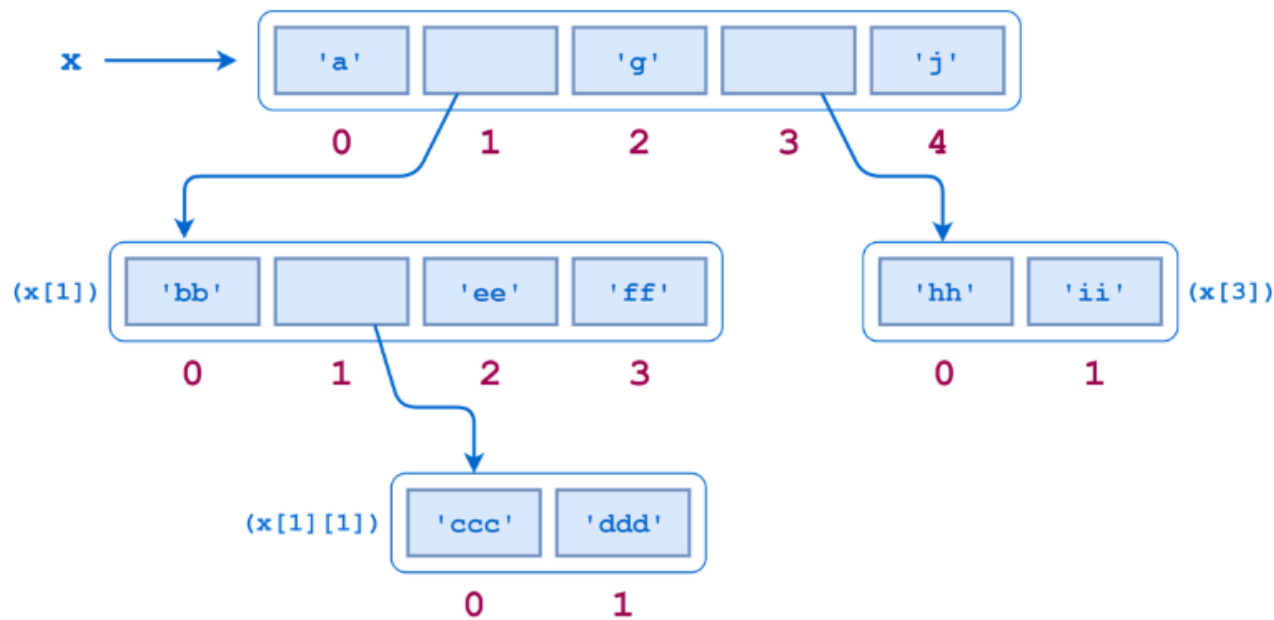 x 'a' 'g' 'j'
0 1 2 3 4
(x[1]) 'bb' 'ee' 'ff' 'hh' 'ii' (x[3])
0 1 2 3 0 1
(x[1][1]) 'ccc' 'ddd'
0 1